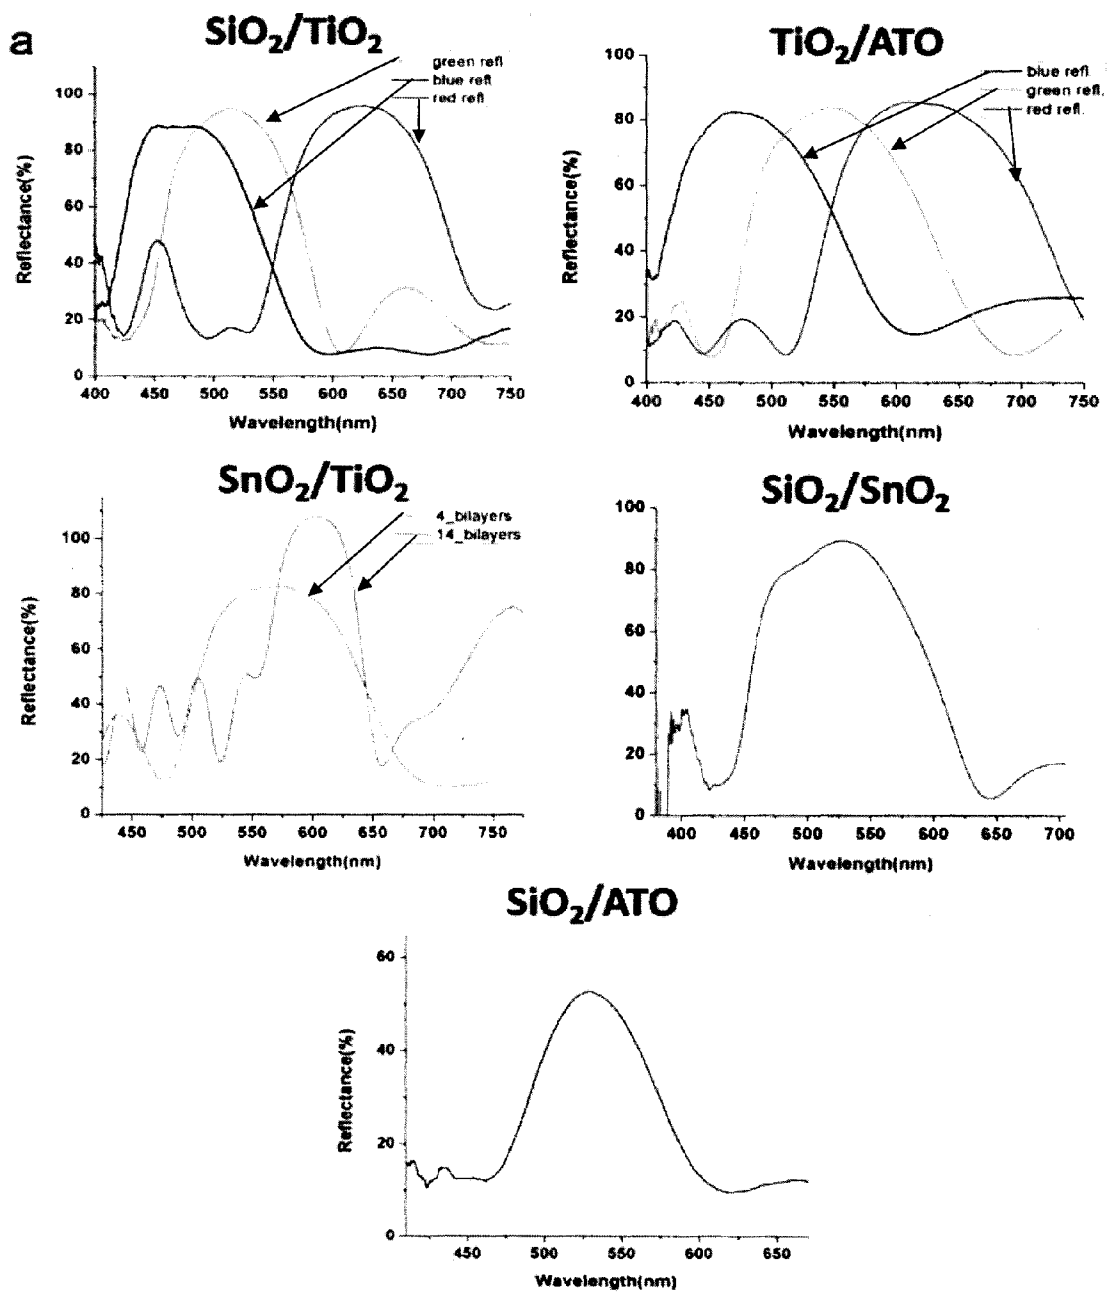 a
SiO₂/TiO₂
green refl
blue refl
red refl
100
80
60
40
20
0
Reflectance(%)
400 450 500 550 600 650 700 750
Wavelength(nm)
TiO₂/ATO
blue refl
green refl.
red refl.
100
80
60
40
20
0
Reflectance(%)
400 450 500 550 600 650 700 750
Wavelength(nm)
SnO₂/TiO₂
4_bilayers
14_bilayers
100
80
60
40
20
0
Reflectance(%)
450 500 550 600 650 700 750
Wavelength(nm)
SiO₂/SnO₂
100
80
60
40
20
0
Reflectance(%)
400 450 500 550 600 650 700
Wavelength(nm)
SiO₂/ATO
60
40
20
0
Reflectance(%)
450 500 550 600 650
Wavelength(nm)